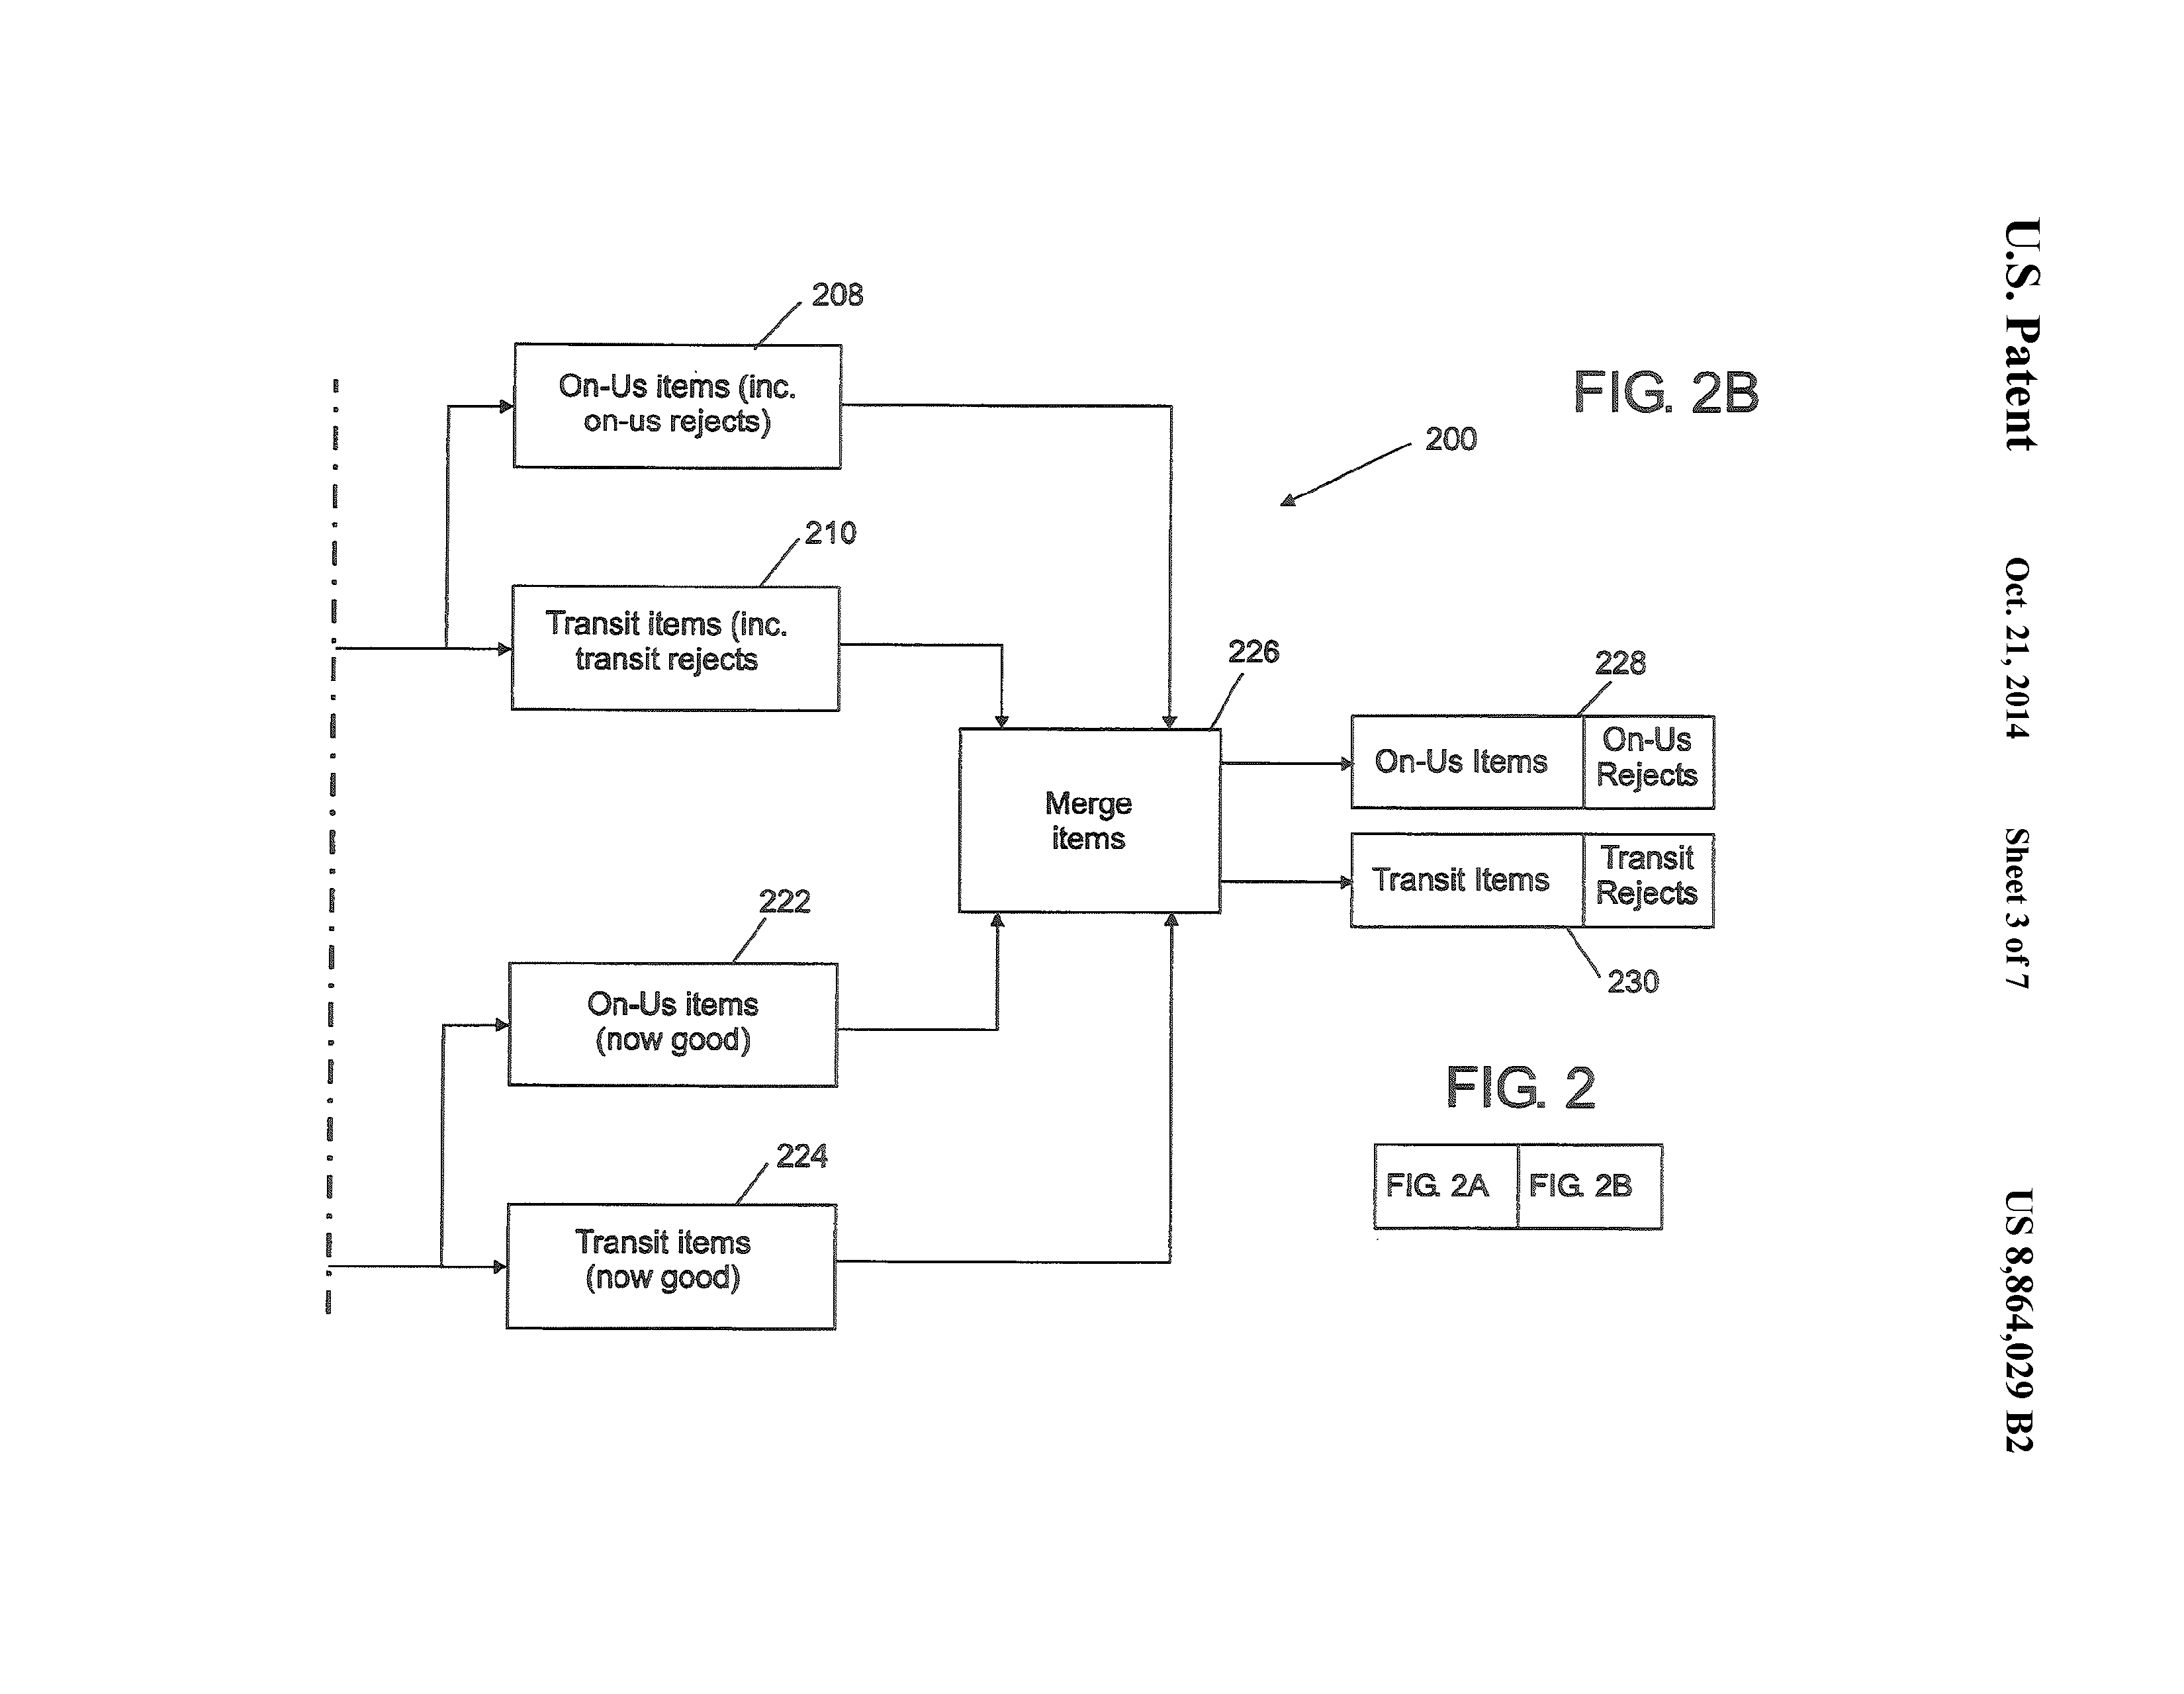 U.S. Patent Oct. 21, 2014 Sheet 3 of 7 US 8,864,029 B2
FIG. 2B
200
208
On-Us items (inc.
on-us rejects)
210
Transit items (inc.
transit rejects
226
Merge
items
228
On-Us Items
On-Us
Rejects
Transit Items
Transit
Rejects
230
222
On-Us items
(now good)
224
Transit items
(now good)
FIG. 2
FIG. 2A
FIG. 2B